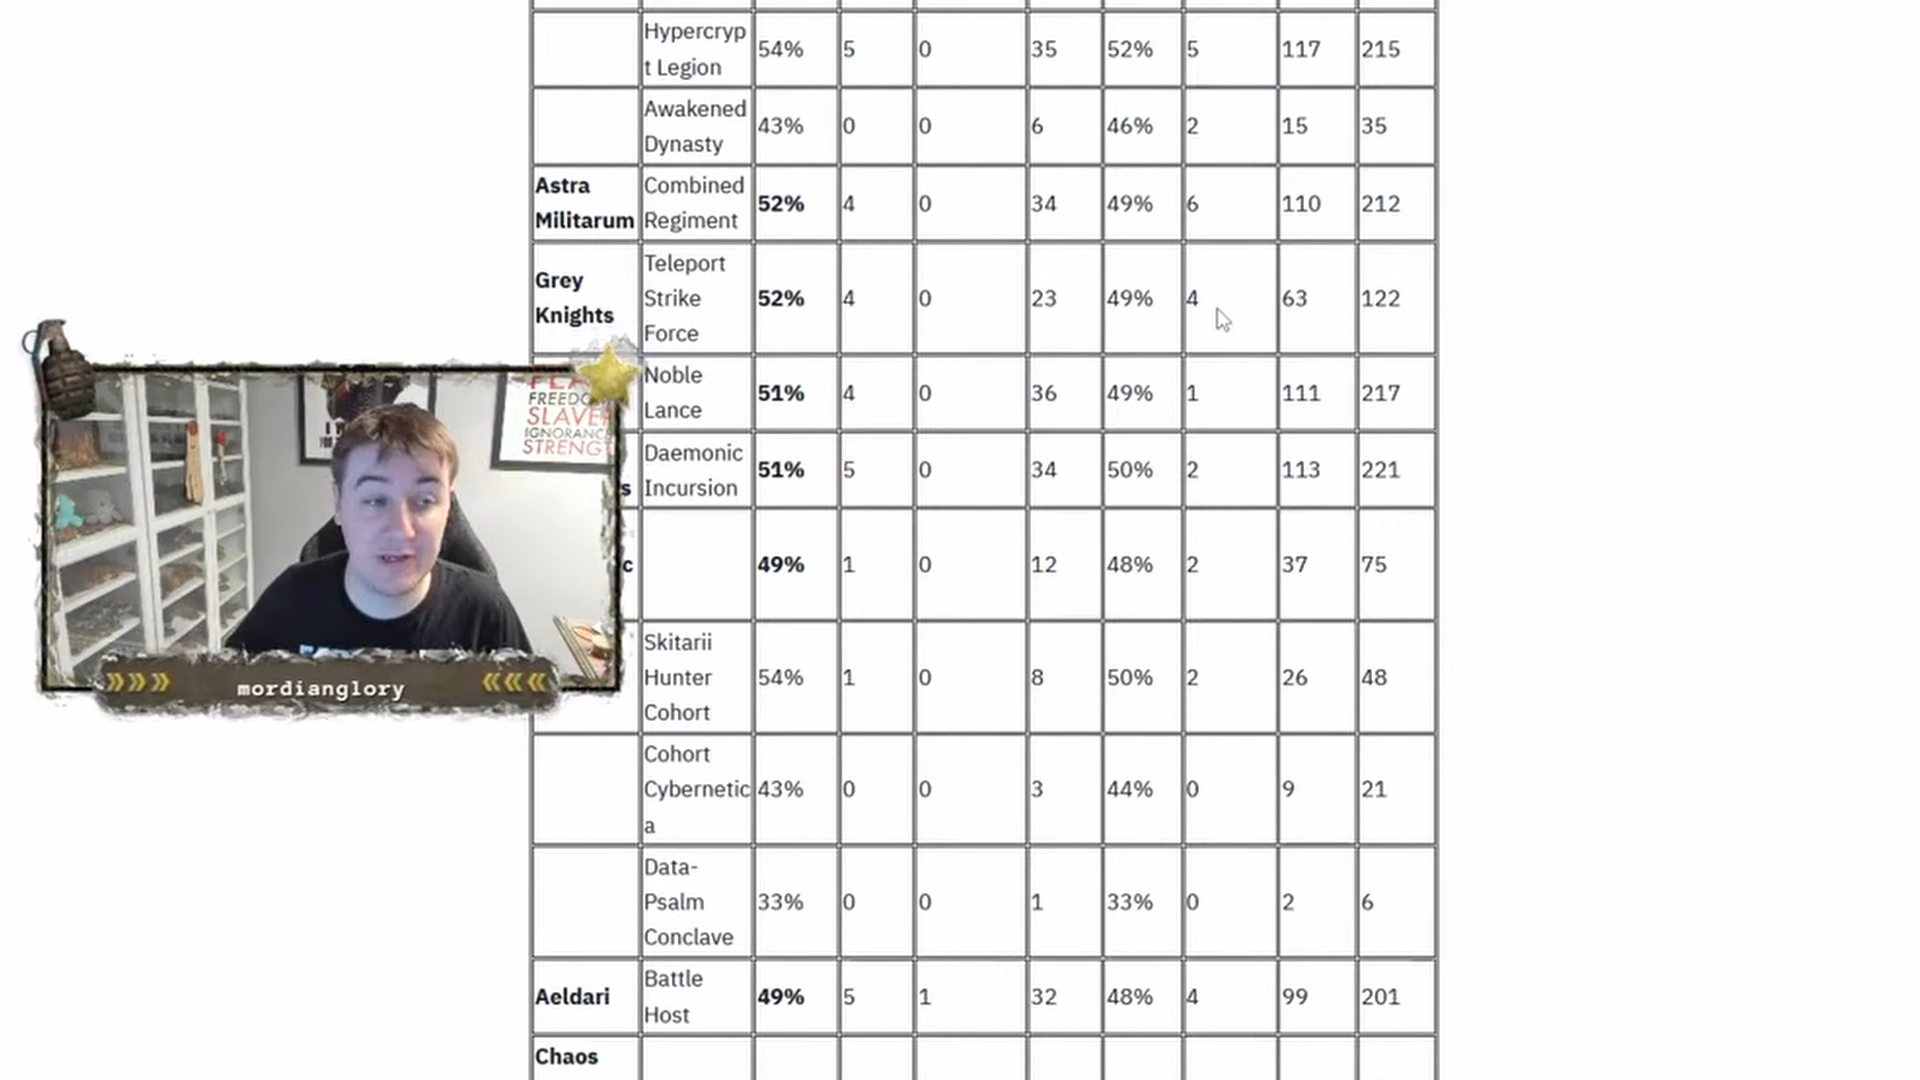 Hypercryp
t Legion
54% 5 0 35 52% 5 117 215
Awakened
Dynasty
43% 0 0 6 46% 2 15 35
Astra
Militarum
Combined
Regiment
52% 4 0 34 49% 6 110 212
Grey
Knights
Teleport
Strike
Force
52% 4 0 23 49% 4 63 122
Noble
Lance
51% 4 0 36 49% 1 111 217
s
Daemonic
Incursion
51% 5 0 34 50% 2 113 221
c
49% 1 0 12 48% 2 37 75
Skitarii
Hunter
Cohort
54% 1 0 8 50% 2 26 48
Cohort
Cybernetic
a
43% 0 0 3 44% 0 9 21
Data-
Psalm
Conclave
33% 0 0 1 33% 0 2 6
Aeldari
Battle
Host
49% 5 1 32 48% 4 99 201
Chaos
FREEDO
SLAVE
IGNORANCE
STRENGT
mordianglory